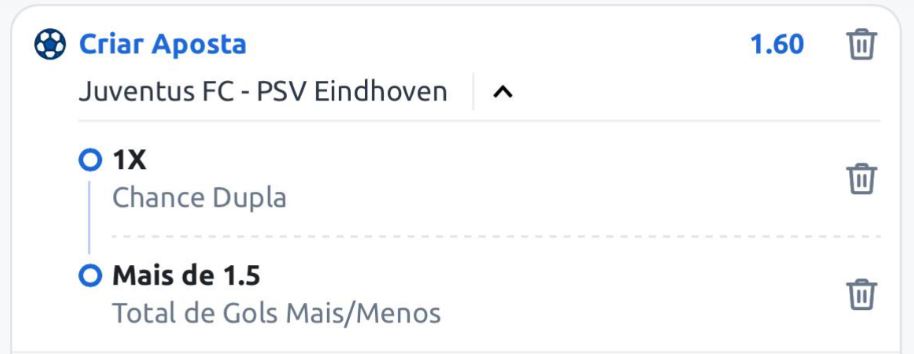 Criar Aposta 1.60
Juventus FC - PSV Eindhoven
1X
Chance Dupla
Mais de 1.5
Total de Gols Mais/Menos